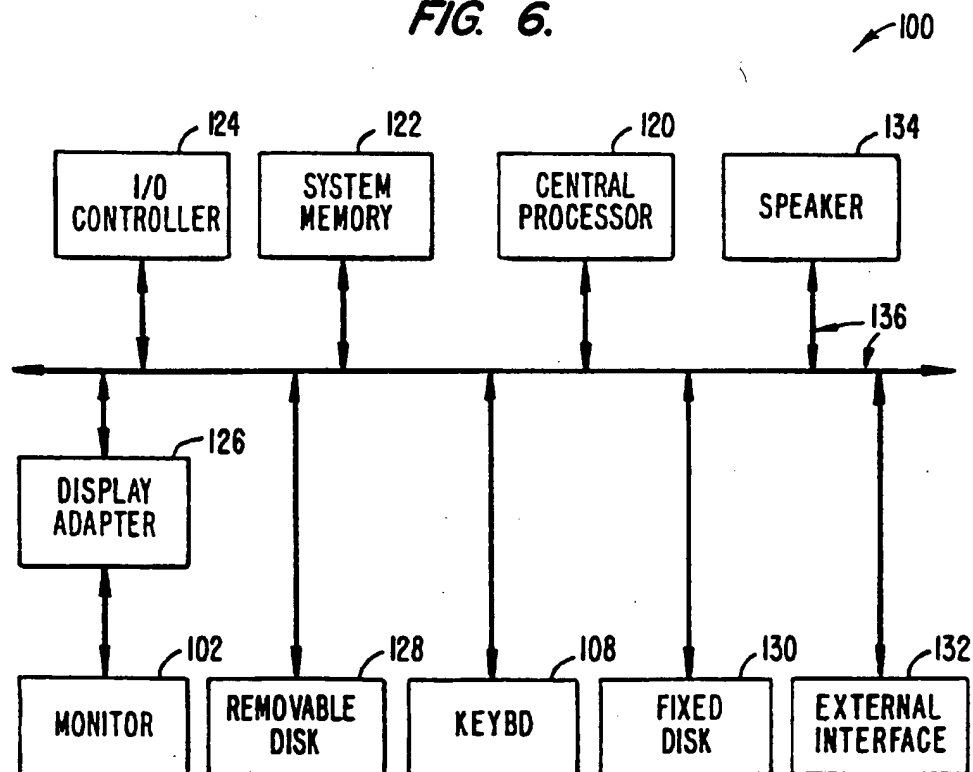 FIG. 6.
100
124
122
120
134
I/O
CONTROLLER
SYSTEM
MEMORY
CENTRAL
PROCESSOR
SPEAKER
136
126
DISPLAY
ADAPTER
102
128
108
130
132
MONITOR
REMOVABLE
DISK
KEYBD
FIXED
DISK
EXTERNAL
INTERFACE